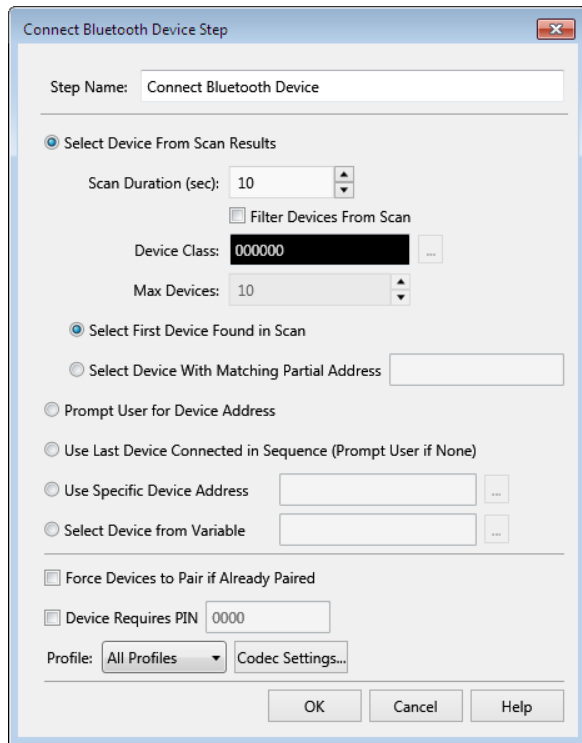 Connect Bluetooth Device Step
Step Name: Connect Bluetooth Device
Select Device From Scan Results
Scan Duration (sec): 10
Filter Devices From Scan
Device Class: 000000 ...
Max Devices: 10
Select First Device Found in Scan
Select Device With Matching Partial Address
Prompt User for Device Address
Use Last Device Connected in Sequence (Prompt User if None)
Use Specific Device Address ...
Select Device from Variable ...
Force Devices to Pair if Already Paired
Device Requires PIN 0000
Profile: All Profiles Codec Settings...
OK Cancel Help